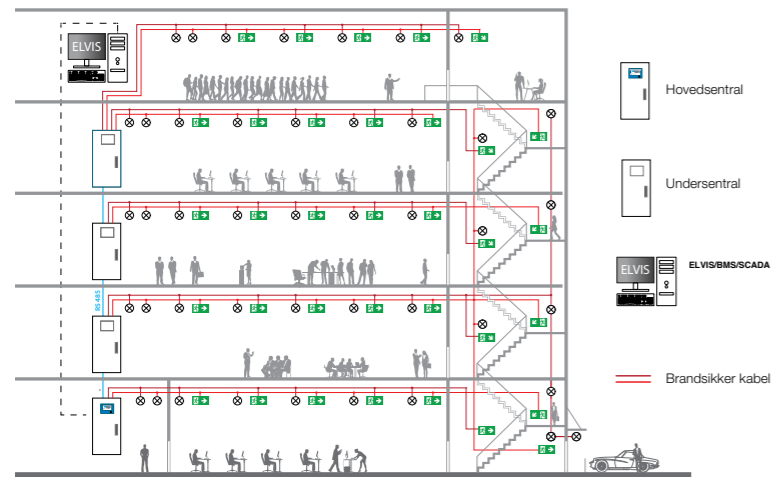 ELVIS
Hovedsentral
Undersentral
ELVIS
ELVIS/BMS/SCADA
RS 485
Brandsikker kabel